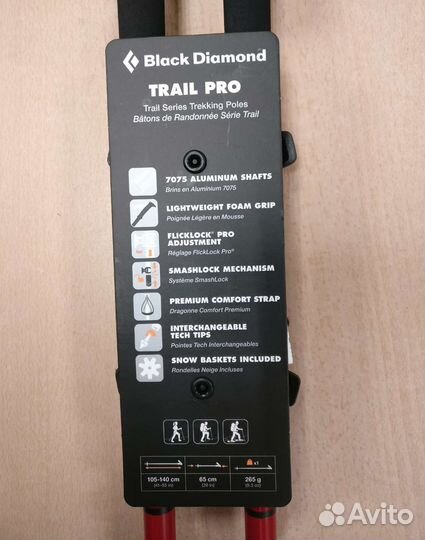 Black Diamond
TRAIL PRO
Trail Series Trekking Poles
Bâtons de Randonnée Série Trail
7075 ALUMINUM SHAFTS
Brins en Aluminium 7075
LIGHTWEIGHT FOAM GRIP
Poignée Légère en Mousse
FLICKLOCK® PRO
ADJUSTMENT
Réglage FlickLock Pro®
SMASHLOCK MECHANISM
Système SmashLock
PREMIUM COMFORT STRAP
Dragonne Comfort Premium
INTERCHANGEABLE
TECH TIPS
Pointes Tech Interchangeables
SNOW BASKETS INCLUDED
Rondelles Neige Incluses
x1
105-140 cm 65 cm 265 g
Avito